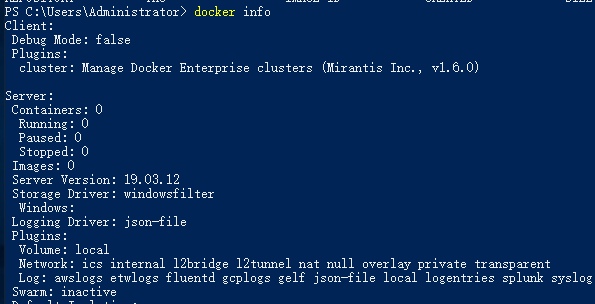 PS C:\Users\Administrator> docker info
Client:
 Debug Mode: false
 Plugins:
  cluster: Manage Docker Enterprise clusters (Mirantis Inc., v1.6.0)

Server:
 Containers: 0
  Running: 0
  Paused: 0
  Stopped: 0
 Images: 0
 Server Version: 19.03.12
 Storage Driver: windowsfilter
  Windows:
 Logging Driver: json-file
 Plugins:
  Volume: local
  Network: ics internal l2bridge l2tunnel nat null overlay private transparent
  Log: awslogs etwlogs fluentd gcplogs gelf json-file local logentries splunk syslog
 Swarm: inactive